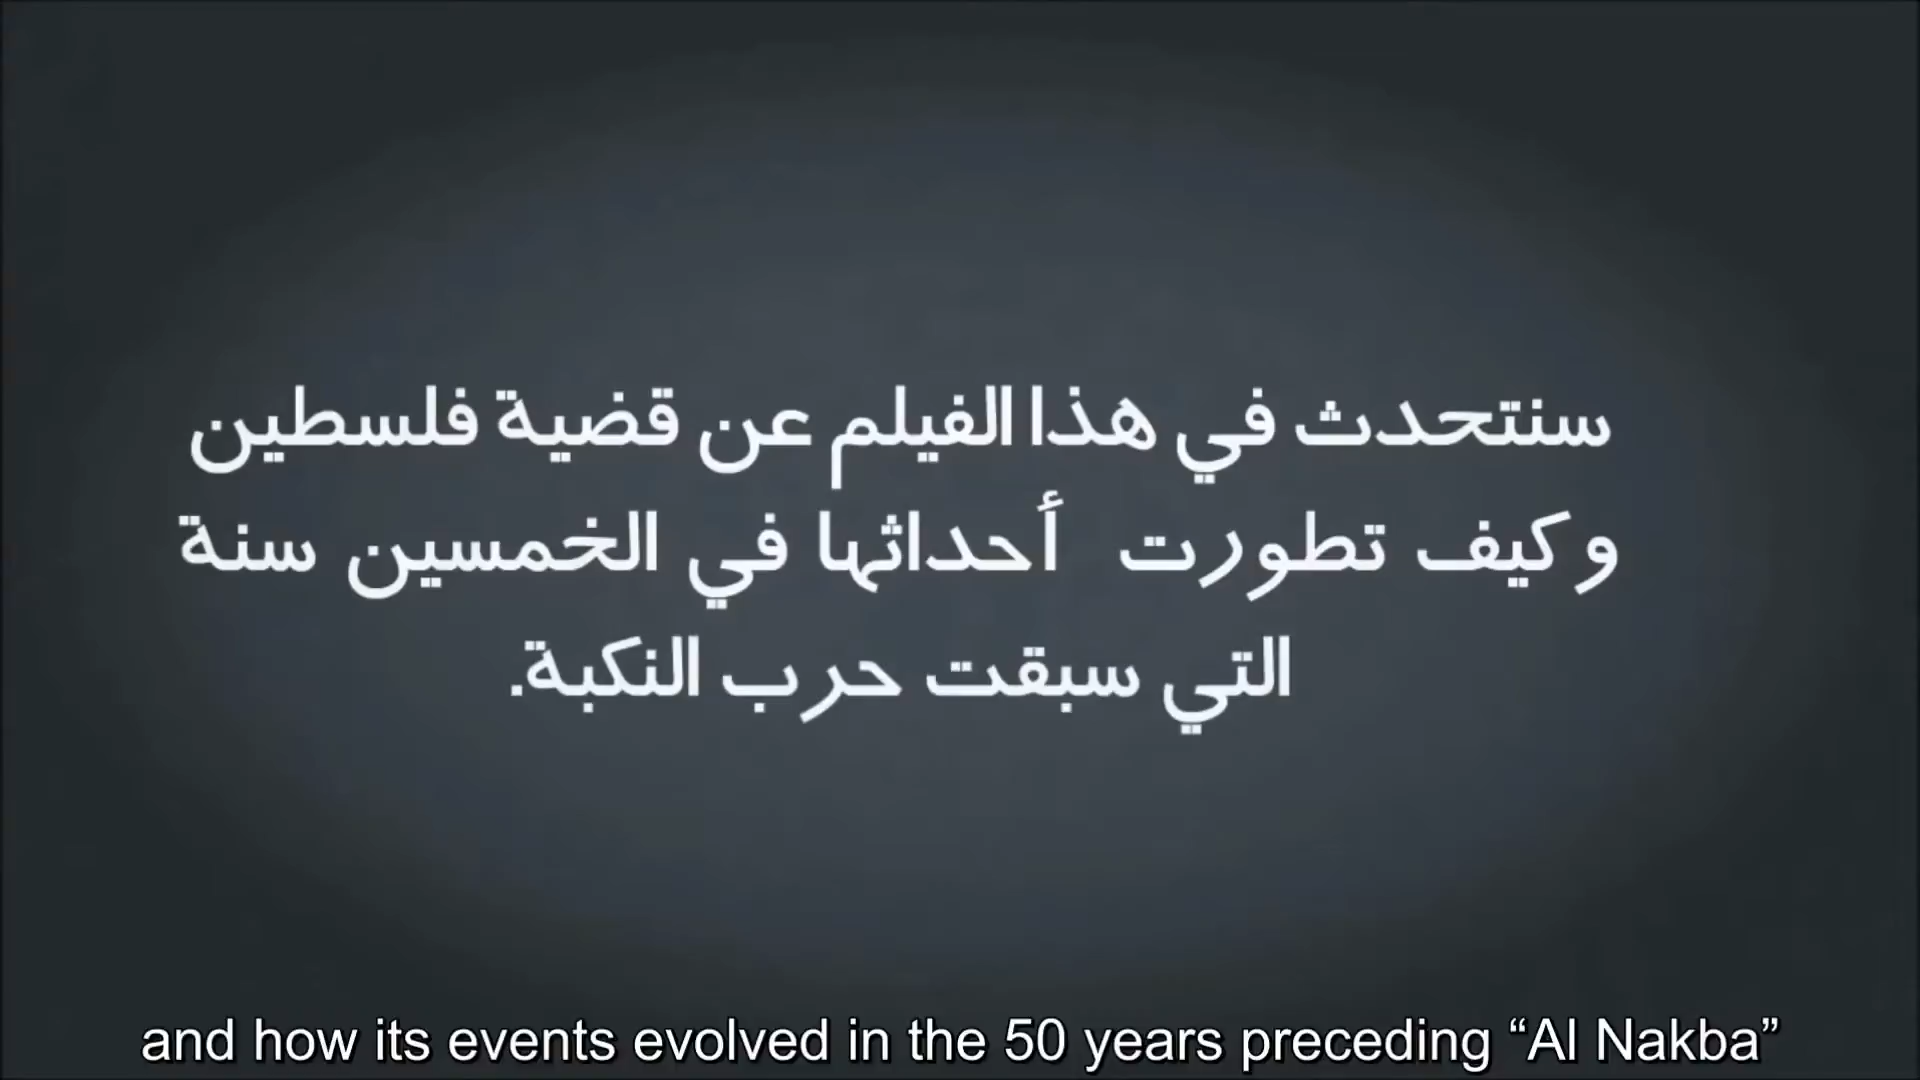 سنتحدث في هذا الفيلم عن قضية فلسطين
و كيف تطورت أحداثها في الخمسين سنة
التي سبقت حرب النكبة.
and how its events evolved in the 50 years preceding “Al Nakba”